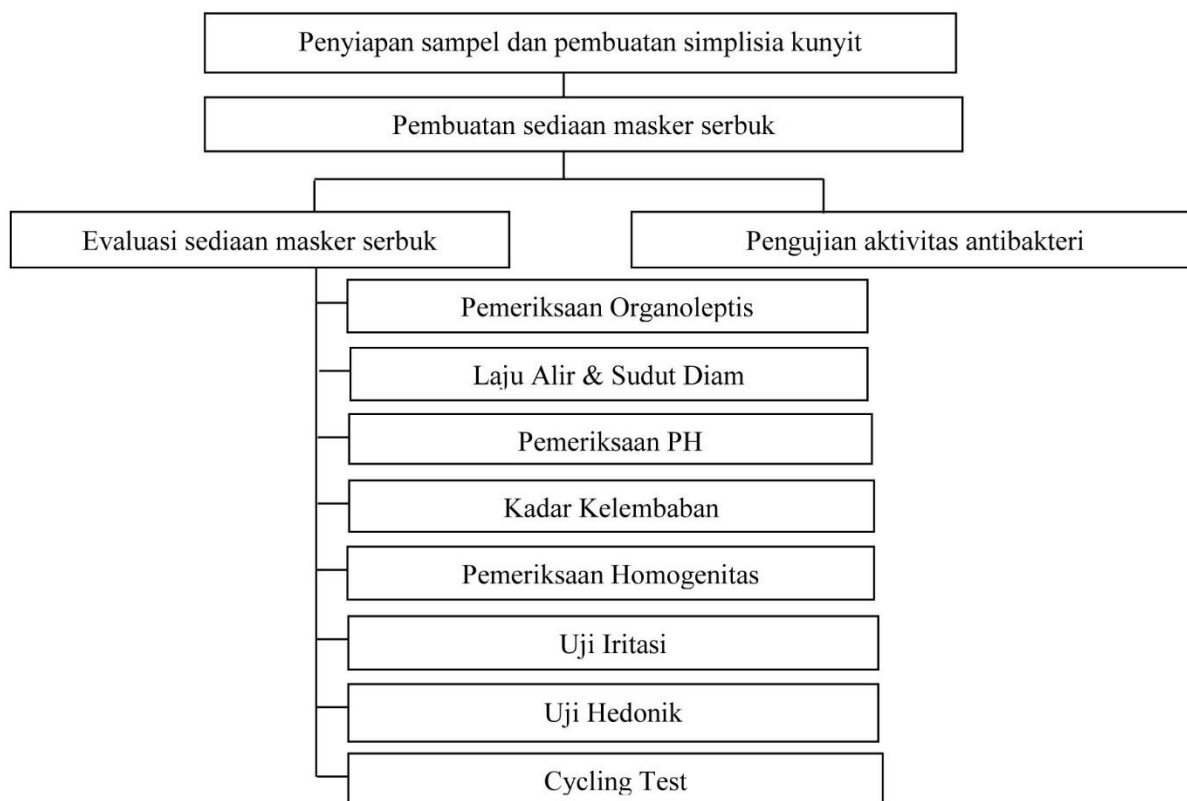 Penyiapan sampel dan pembuatan simplisia kunyit
Pembuatan sediaan masker serbuk
Evaluasi sediaan masker serbuk
Pengujian aktivitas antibakteri
Pemeriksaan Organoleptis
Laju Alir & Sudut Diam
Pemeriksaan PH
Kadar Kelembaban
Pemeriksaan Homogenitas
Uji Iritasi
Uji Hedonik
Cycling Test